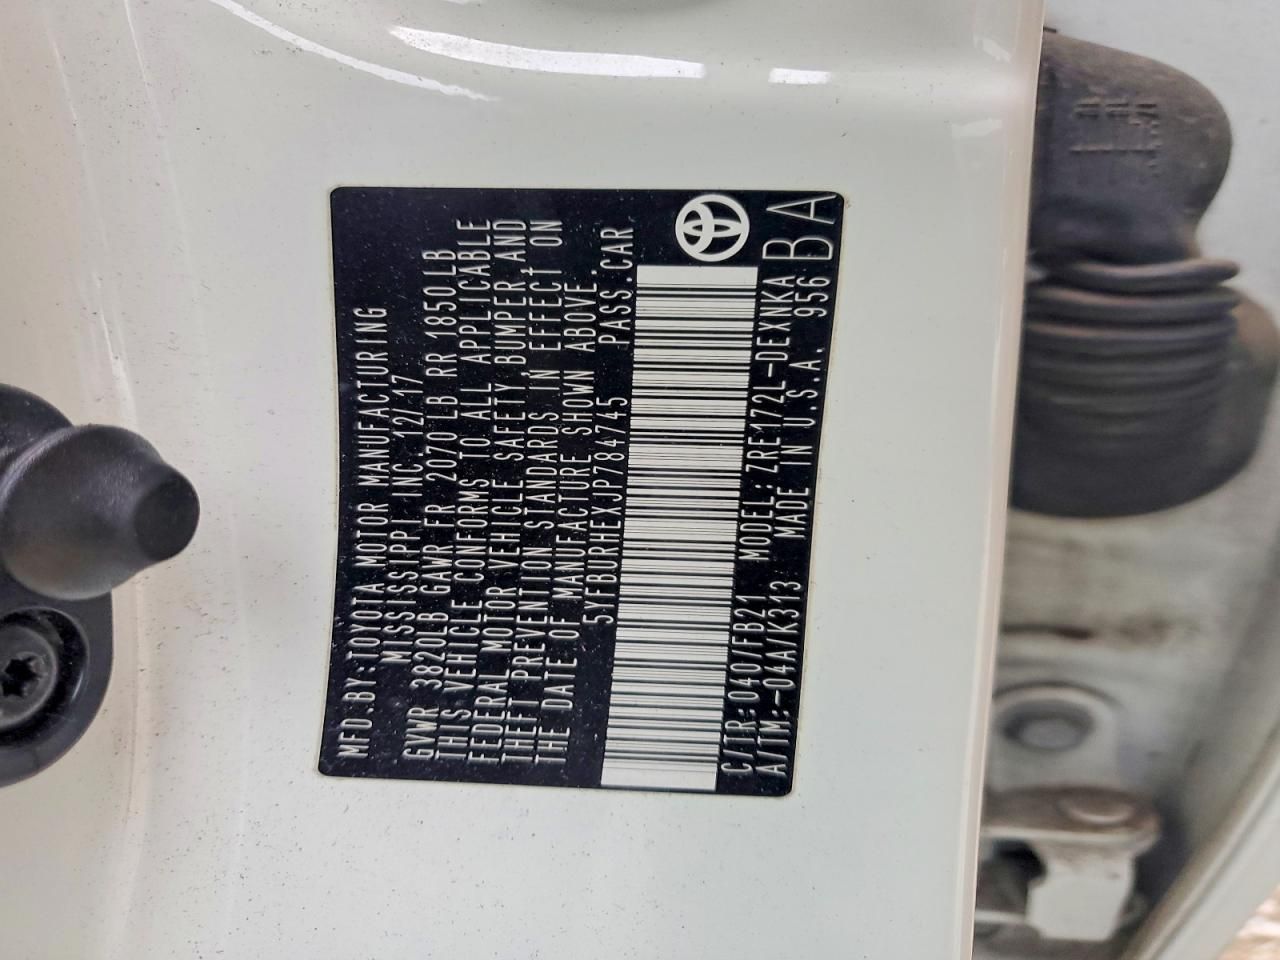 MFD.BY:TOYOTA MOTOR MANUFACTURING
MISSISSIPPI INC. 12/17
GVWR 3820LB GAWR FR 2070 LB RR 1850LB
THIS VEHICLE CONFORMS TO ALL APPLICABLE
FEDERAL MOTOR VEHICLE SAFETY, BUMPER, AND
THEFT PREVENTION STANDARDS IN EFFECT ON
THE DATE OF MANUFACTURE SHOWN ABOVE.
5YFBURHEXJP784745 PASS.CAR
C/TR:040/FB21 MODEL:ZRE172L-DEXNKA
A/TM:-04A/K313 MADE IN U.S.A. 956
BA